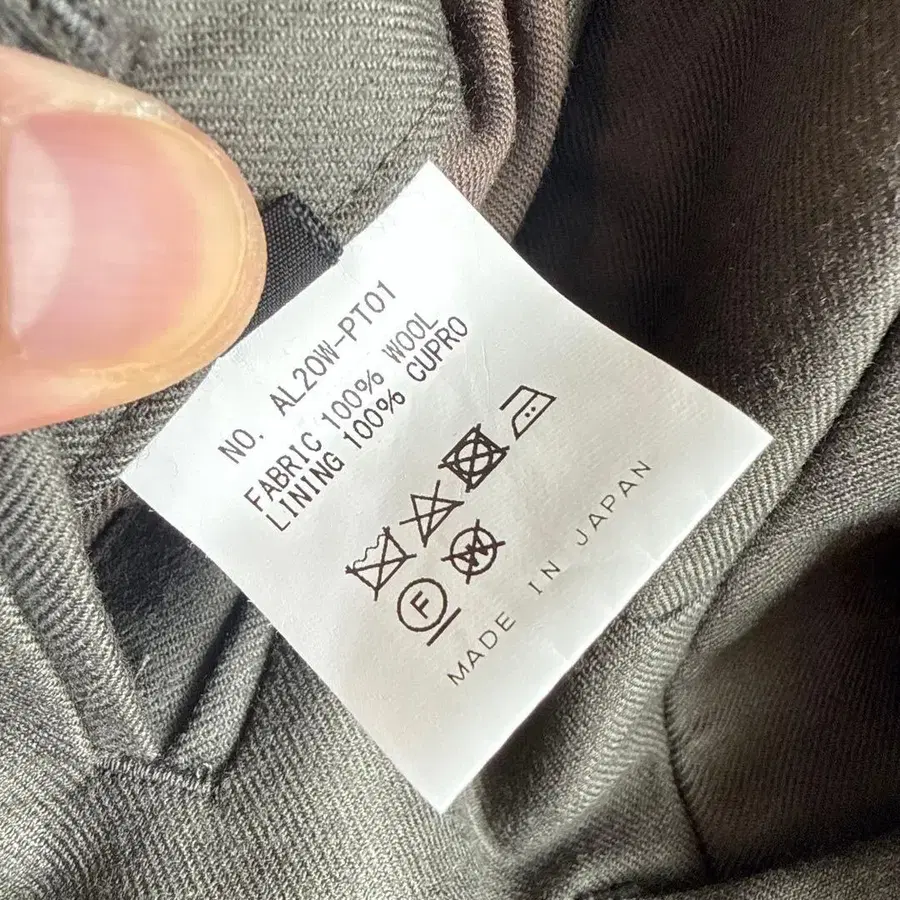 NO. AL20W-PT01
FABRIC 100% WOOL
LINING 100% CUPRO
W
F
MADE IN JAPAN